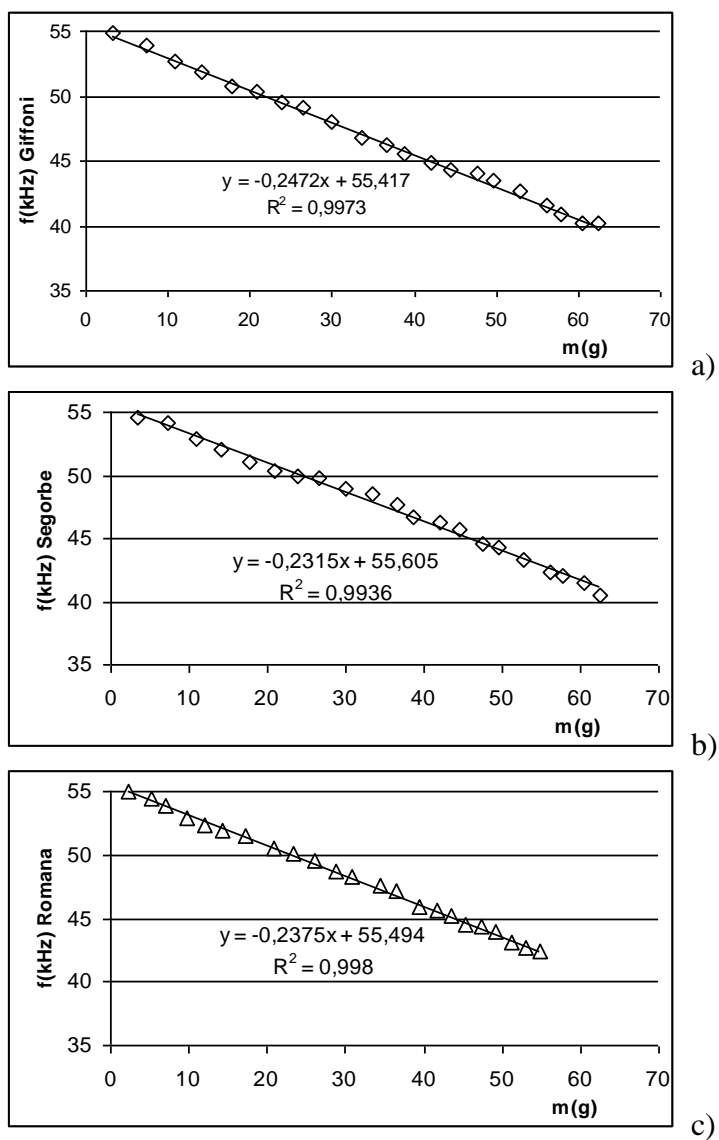 55
50
45
40
35
f(kHz) Giffoni
y = -0,2472x + 55,417
R² = 0,9973
0 10 20 30 40 50 60 70
m(g)
a)
55
50
45
40
35
f(kHz) Segorbe
y = -0,2315x + 55,605
R² = 0,9936
0 10 20 30 40 50 60 70
m(g)
b)
55
50
45
40
35
f(kHz) Romana
y = -0,2375x + 55,494
R² = 0,998
0 10 20 30 40 50 60 70
m(g)
c)